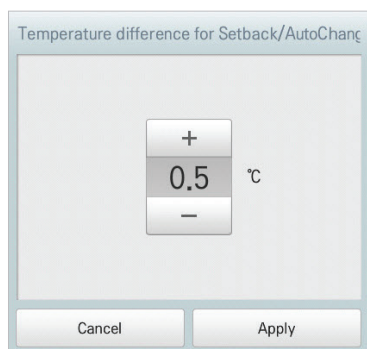 Temperature difference for Setback/AutoChang
+
0.5 ℃
−
Cancel Apply